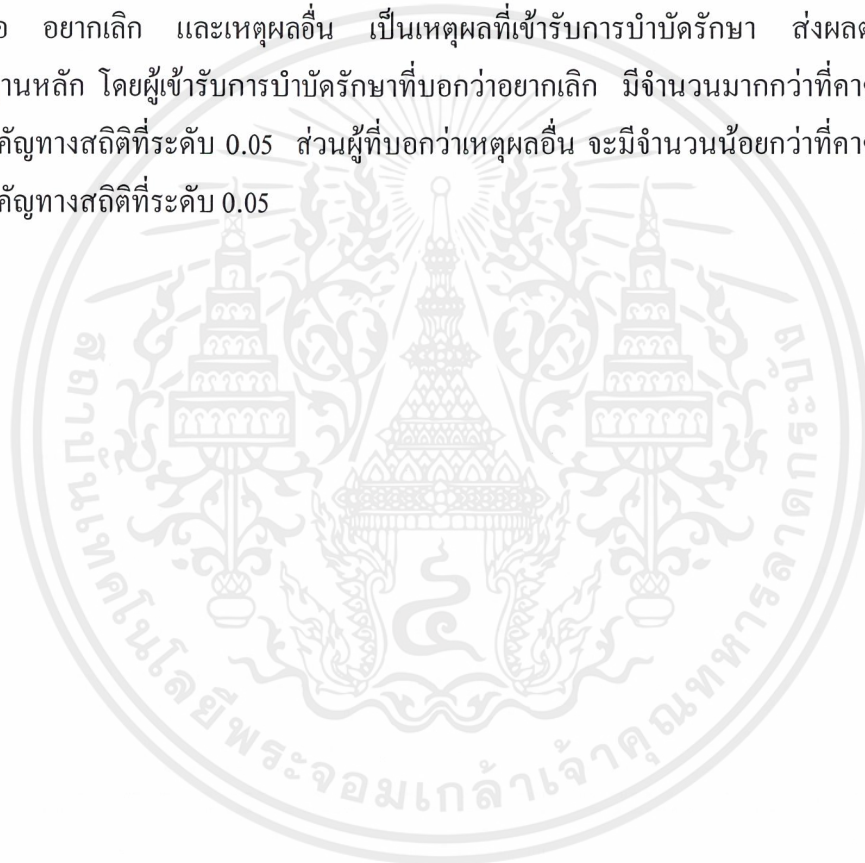 อ อยากเลิก และเหตุผลอื่น เป็นเหตุผลที่เข้ารับการบำบัดรักษา ส่งผล
านหลัก โดยผู้เข้ารับการบำบัดรักษาที่บอกว่าอยากเลิก มีจำนวนมากกว่าที่คา
คัญทางสถิติที่ระดับ 0.05 ส่วนผู้ที่บอกว่าเหตุผลอื่น จะมีจำนวนน้อยกว่าที่คา
คัญทางสถิติที่ระดับ 0.05
สถาบันเทคโนโลยีพระจอมเกล้าเจ้าคุณทหารลาดกระบัง
๔